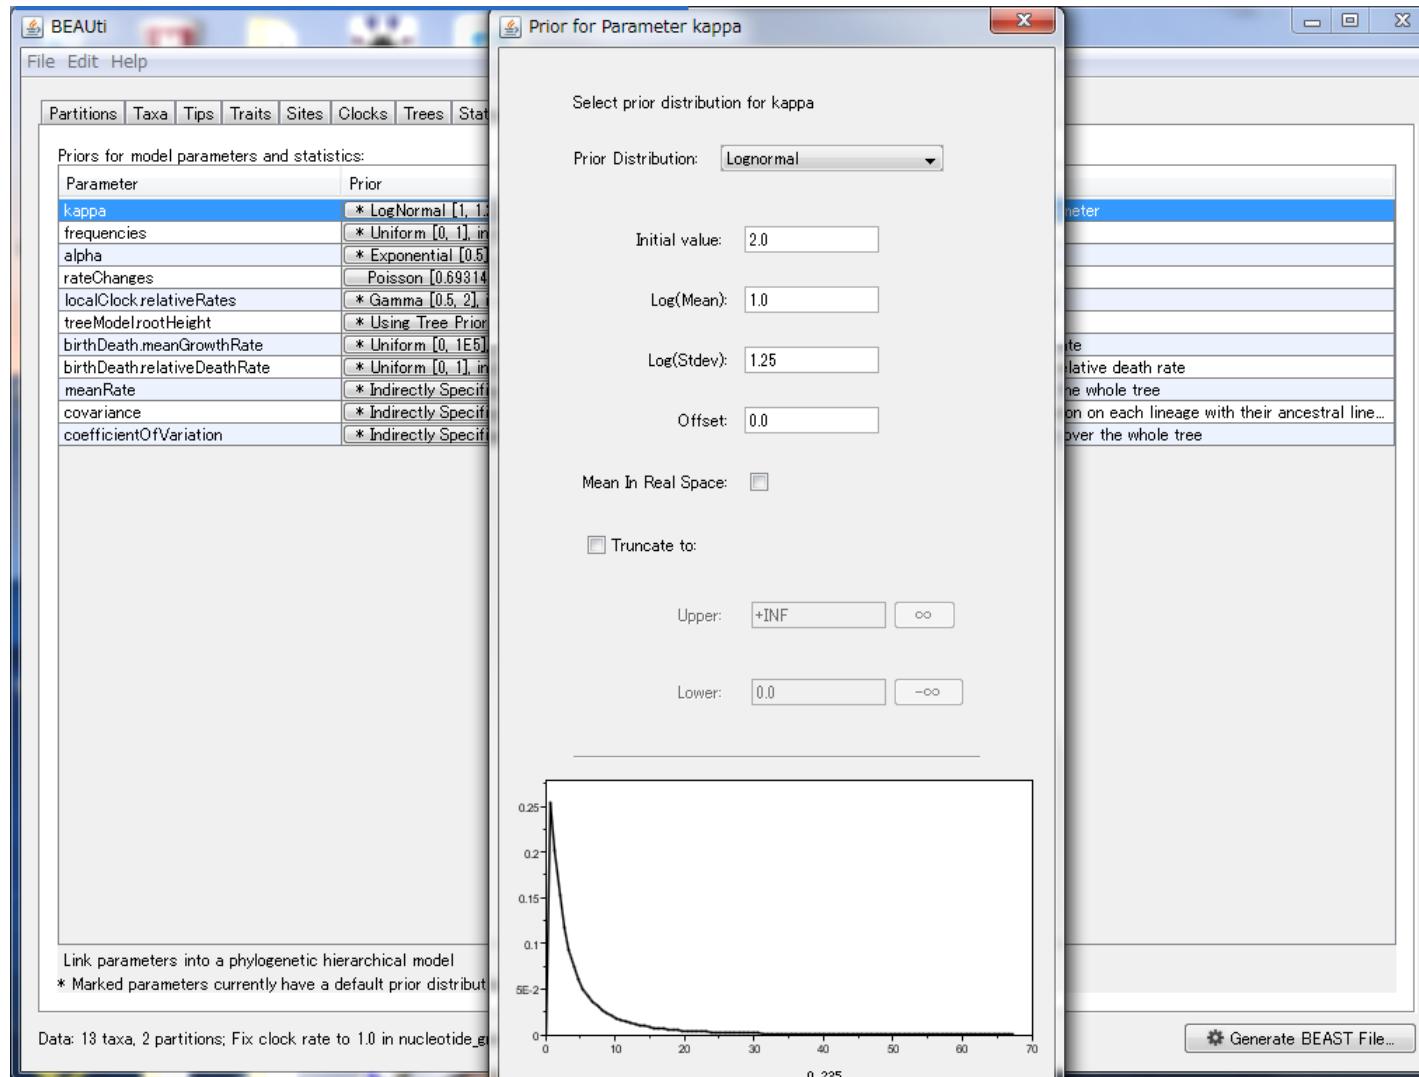 BEAUti
File Edit Help
Partitions Taxa Tips Traits Sites Clocks Trees Stat
Priors for model parameters and statistics:
Parameter Prior
kappa * LogNormal [1, 1.2 meter
frequencies * Uniform [0, 1], in
alpha * Exponential [0.5]
rateChanges Poisson [0.69314
localClock.relativeRates * Gamma [0.5, 2], i
treeModel.rootHeight * Using Tree Prior
birthDeath.meanGrowthRate * Uniform [0, 1E5], te
birthDeath.relativeDeathRate * Uniform [0, 1], in lative death rate
meanRate * Indirectly Specifi he whole tree
covariance * Indirectly Specifi on on each lineage with their ancestral line...
coefficientOfVariation * Indirectly Specifi over the whole tree
Link parameters into a phylogenetic hierarchical model
* Marked parameters currently have a default prior distribut
Data: 13 taxa, 2 partitions; Fix clock rate to 1.0 in nucleotide_g
Generate BEAST File...
Prior for Parameter kappa
Select prior distribution for kappa
Prior Distribution: Lognormal
Initial value: 2.0
Log(Mean): 1.0
Log(Stdev): 1.25
Offset: 0.0
Mean In Real Space:
Truncate to:
Upper: +INF ∞
Lower: 0.0 -∞
0.25
0.2
0.15
0.1
5E-2
0
0 10 20 30 40 50 60 70
0.235